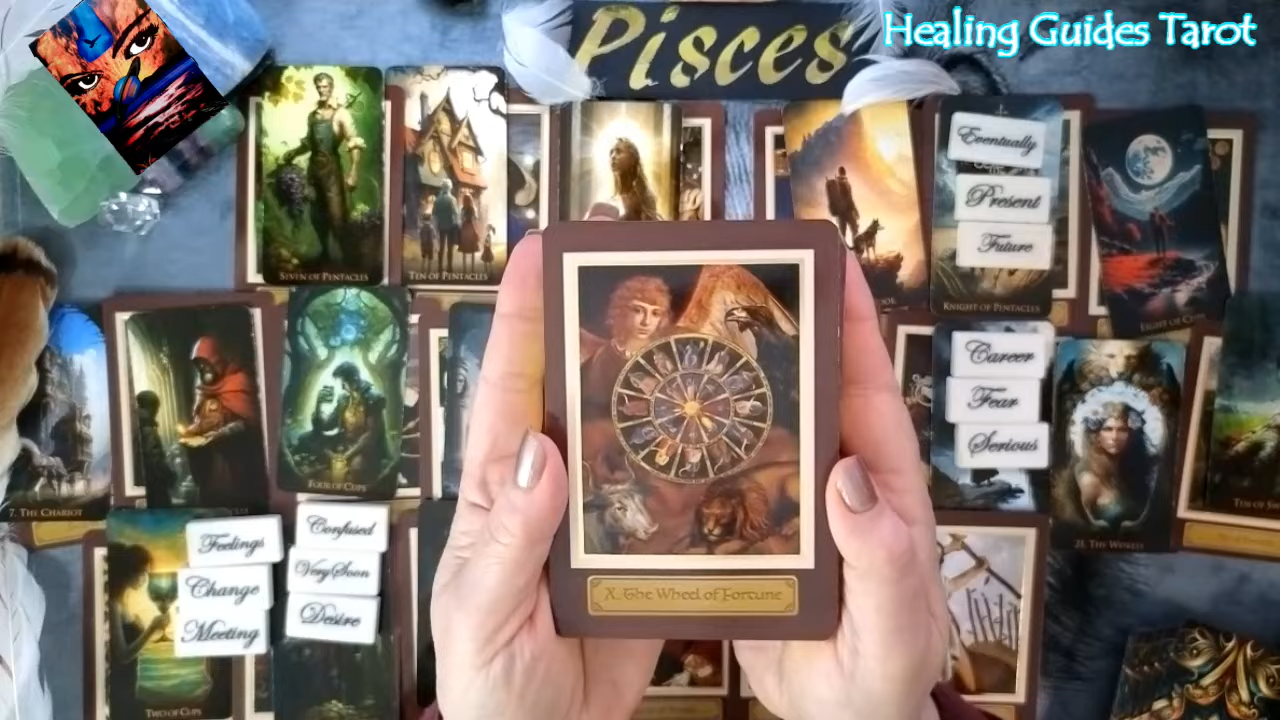 Pisces
Healing Guides Tarot
Seven of Pentacles
Ten of Pentacles
Eventually
Present
Future
Knight of Pentacles
Eight of Cups
Career
Fear
Serious
7. The Chariot
Four of Cups
X. The Wheel of Fortune
21. The World
Feelings
Change
Meeting
Confused
Very Soon
Desire
Two of Cups